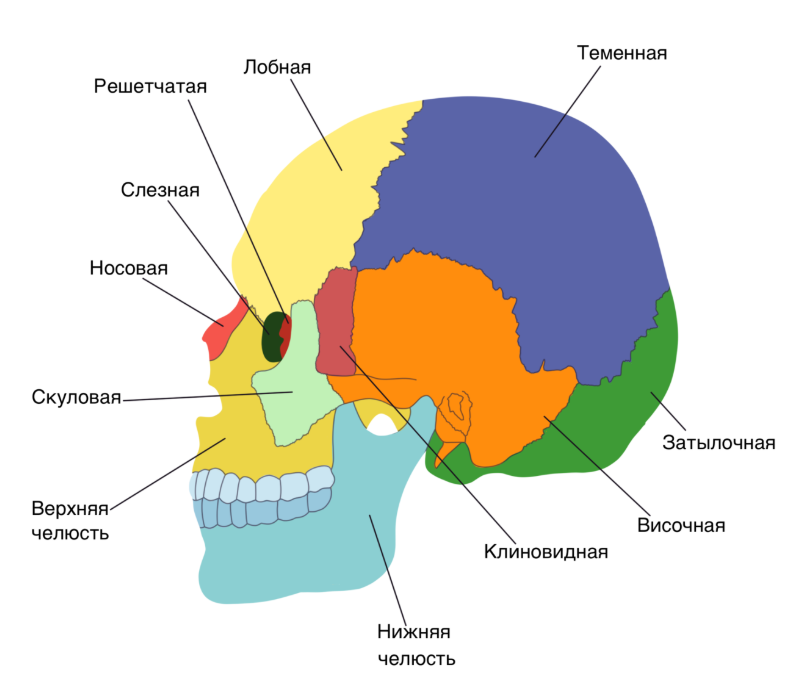 Теменная
Лобная
Решетчатая
Слезная
Носовая
Скуловая
Затылочная
Верхняя
челюсть
Височная
Клиновидная
Нижняя
челюсть